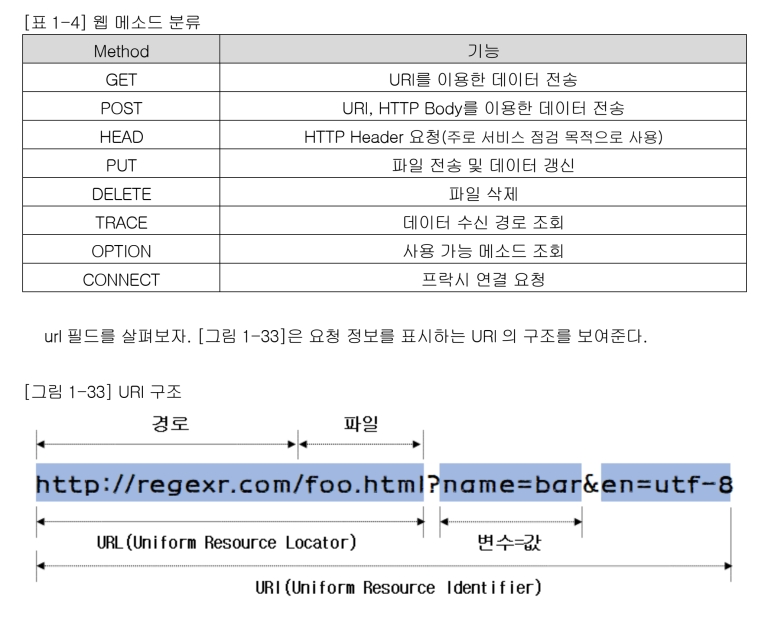 [표 1-4] 웹 메소드 분류
Method 기능
GET URI를 이용한 데이터 전송
POST URI, HTTP Body를 이용한 데이터 전송
HEAD HTTP Header 요청(주로 서비스 점검 목적으로 사용)
PUT 파일 전송 및 데이터 갱신
DELETE 파일 삭제
TRACE 데이터 수신 경로 조회
OPTION 사용 가능 메소드 조회
CONNECT 프락시 연결 요청
url 필드를 살펴보자. [그림 1-33]은 요청 정보를 표시하는 URI 의 구조를 보여준다.
[그림 1-33] URI 구조
경로 파일
http://regexr.com/foo.html?name=bar&en=utf-8
URL(Uniform Resource Locator) 변수=값
URI(Uniform Resource Identifier)